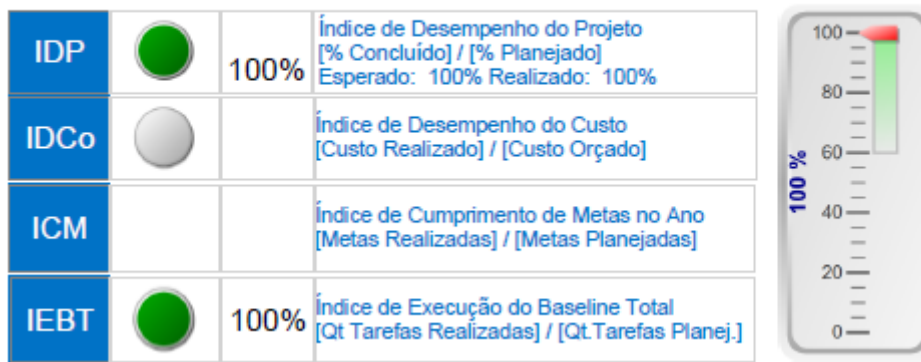 IDP
100%
Índice de Desempenho do Projeto
[% Concluído] / [% Planejado]
Esperado: 100% Realizado: 100%
IDCo
Índice de Desempenho do Custo
[Custo Realizado] / [Custo Orçado]
ICM
Índice de Cumprimento de Metas no Ano
[Metas Realizadas] / [Metas Planejadas]
IEBT
100%
Índice de Execução do Baseline Total
[Qt Tarefas Realizadas] / [Qt.Tarefas Planej.]
100 %
100
80
60
40
20
0